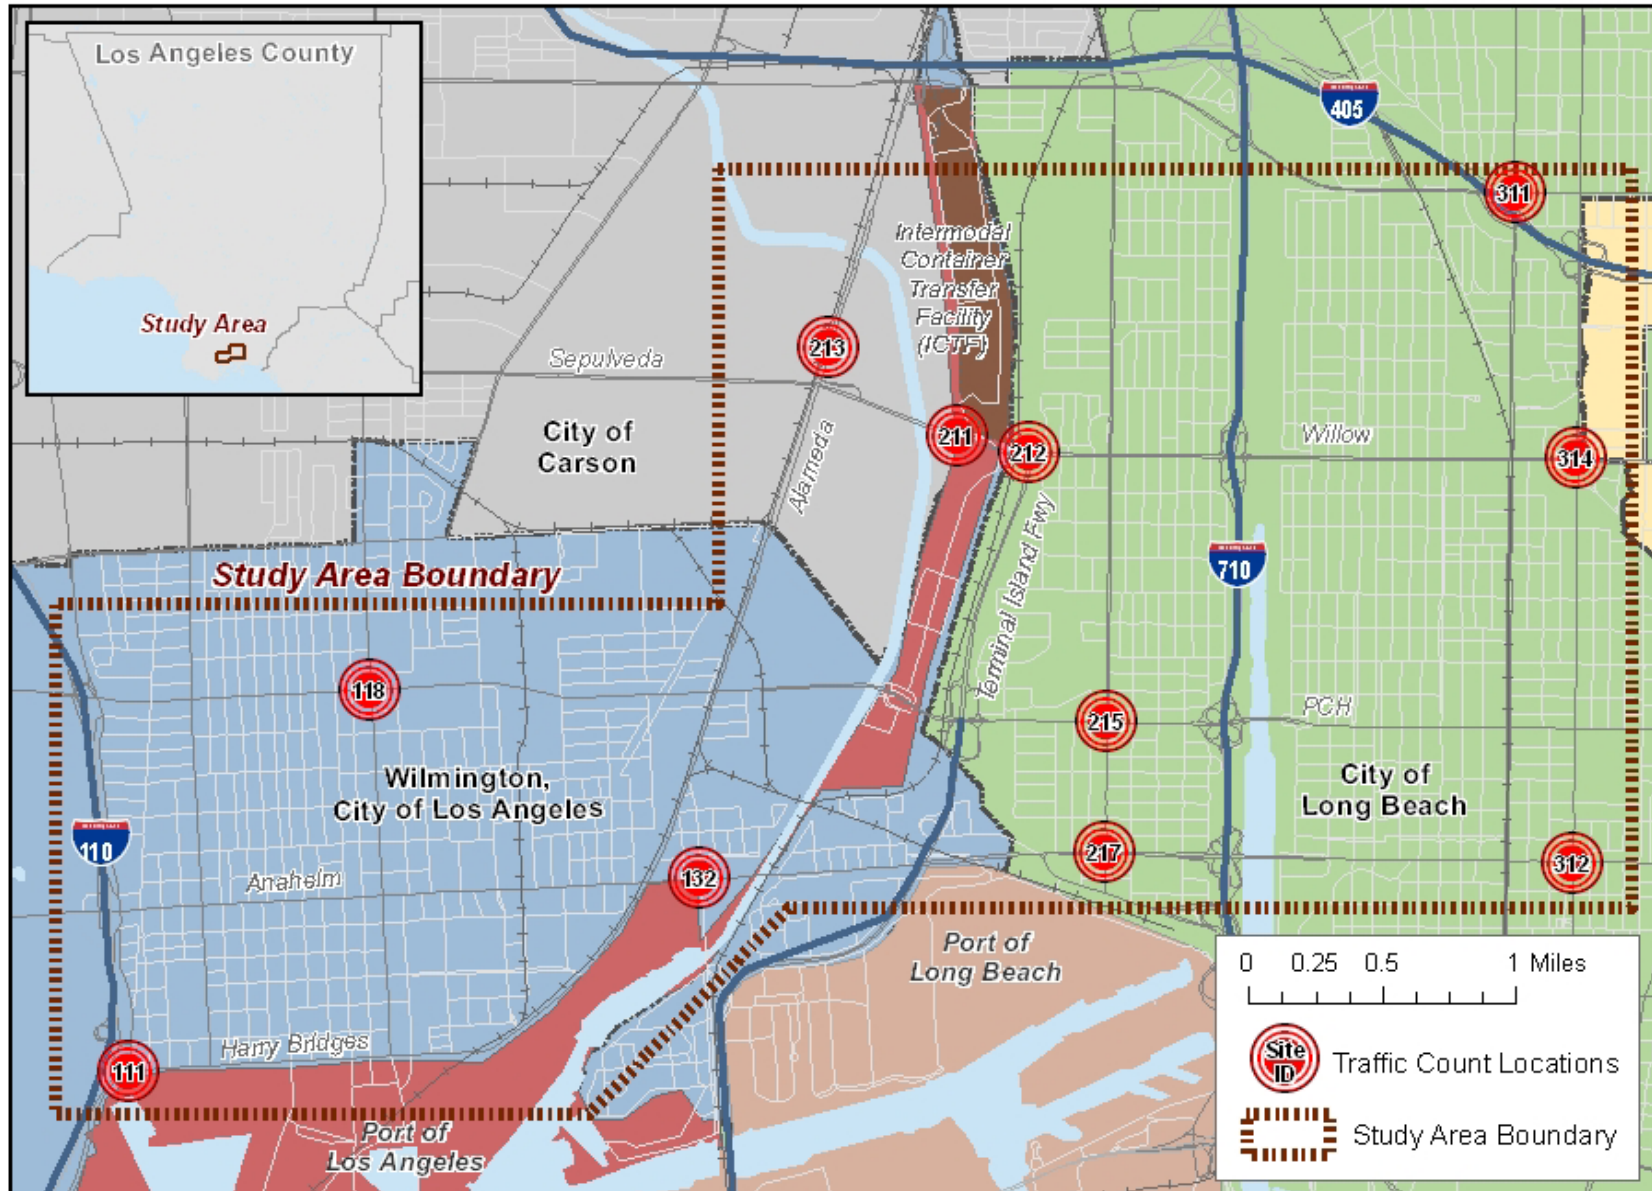 Los Angeles County
Study Area
405
311
Intermodal
Container
Transfer
Facility
(ICTF)
213
Sepulveda
City of
Carson
Alameda
211
212
Willow
314
Terminal Island Fwy
710
Study Area Boundary
118
215
PCH
Wilmington,
City of Los Angeles
City of
Long Beach
110
Anaheim
132
217
312
Port of
Long Beach
Harry Bridges
111
Port of
Los Angeles
0 0.25 0.5 1 Miles
Site
ID
Traffic Count Locations
Study Area Boundary